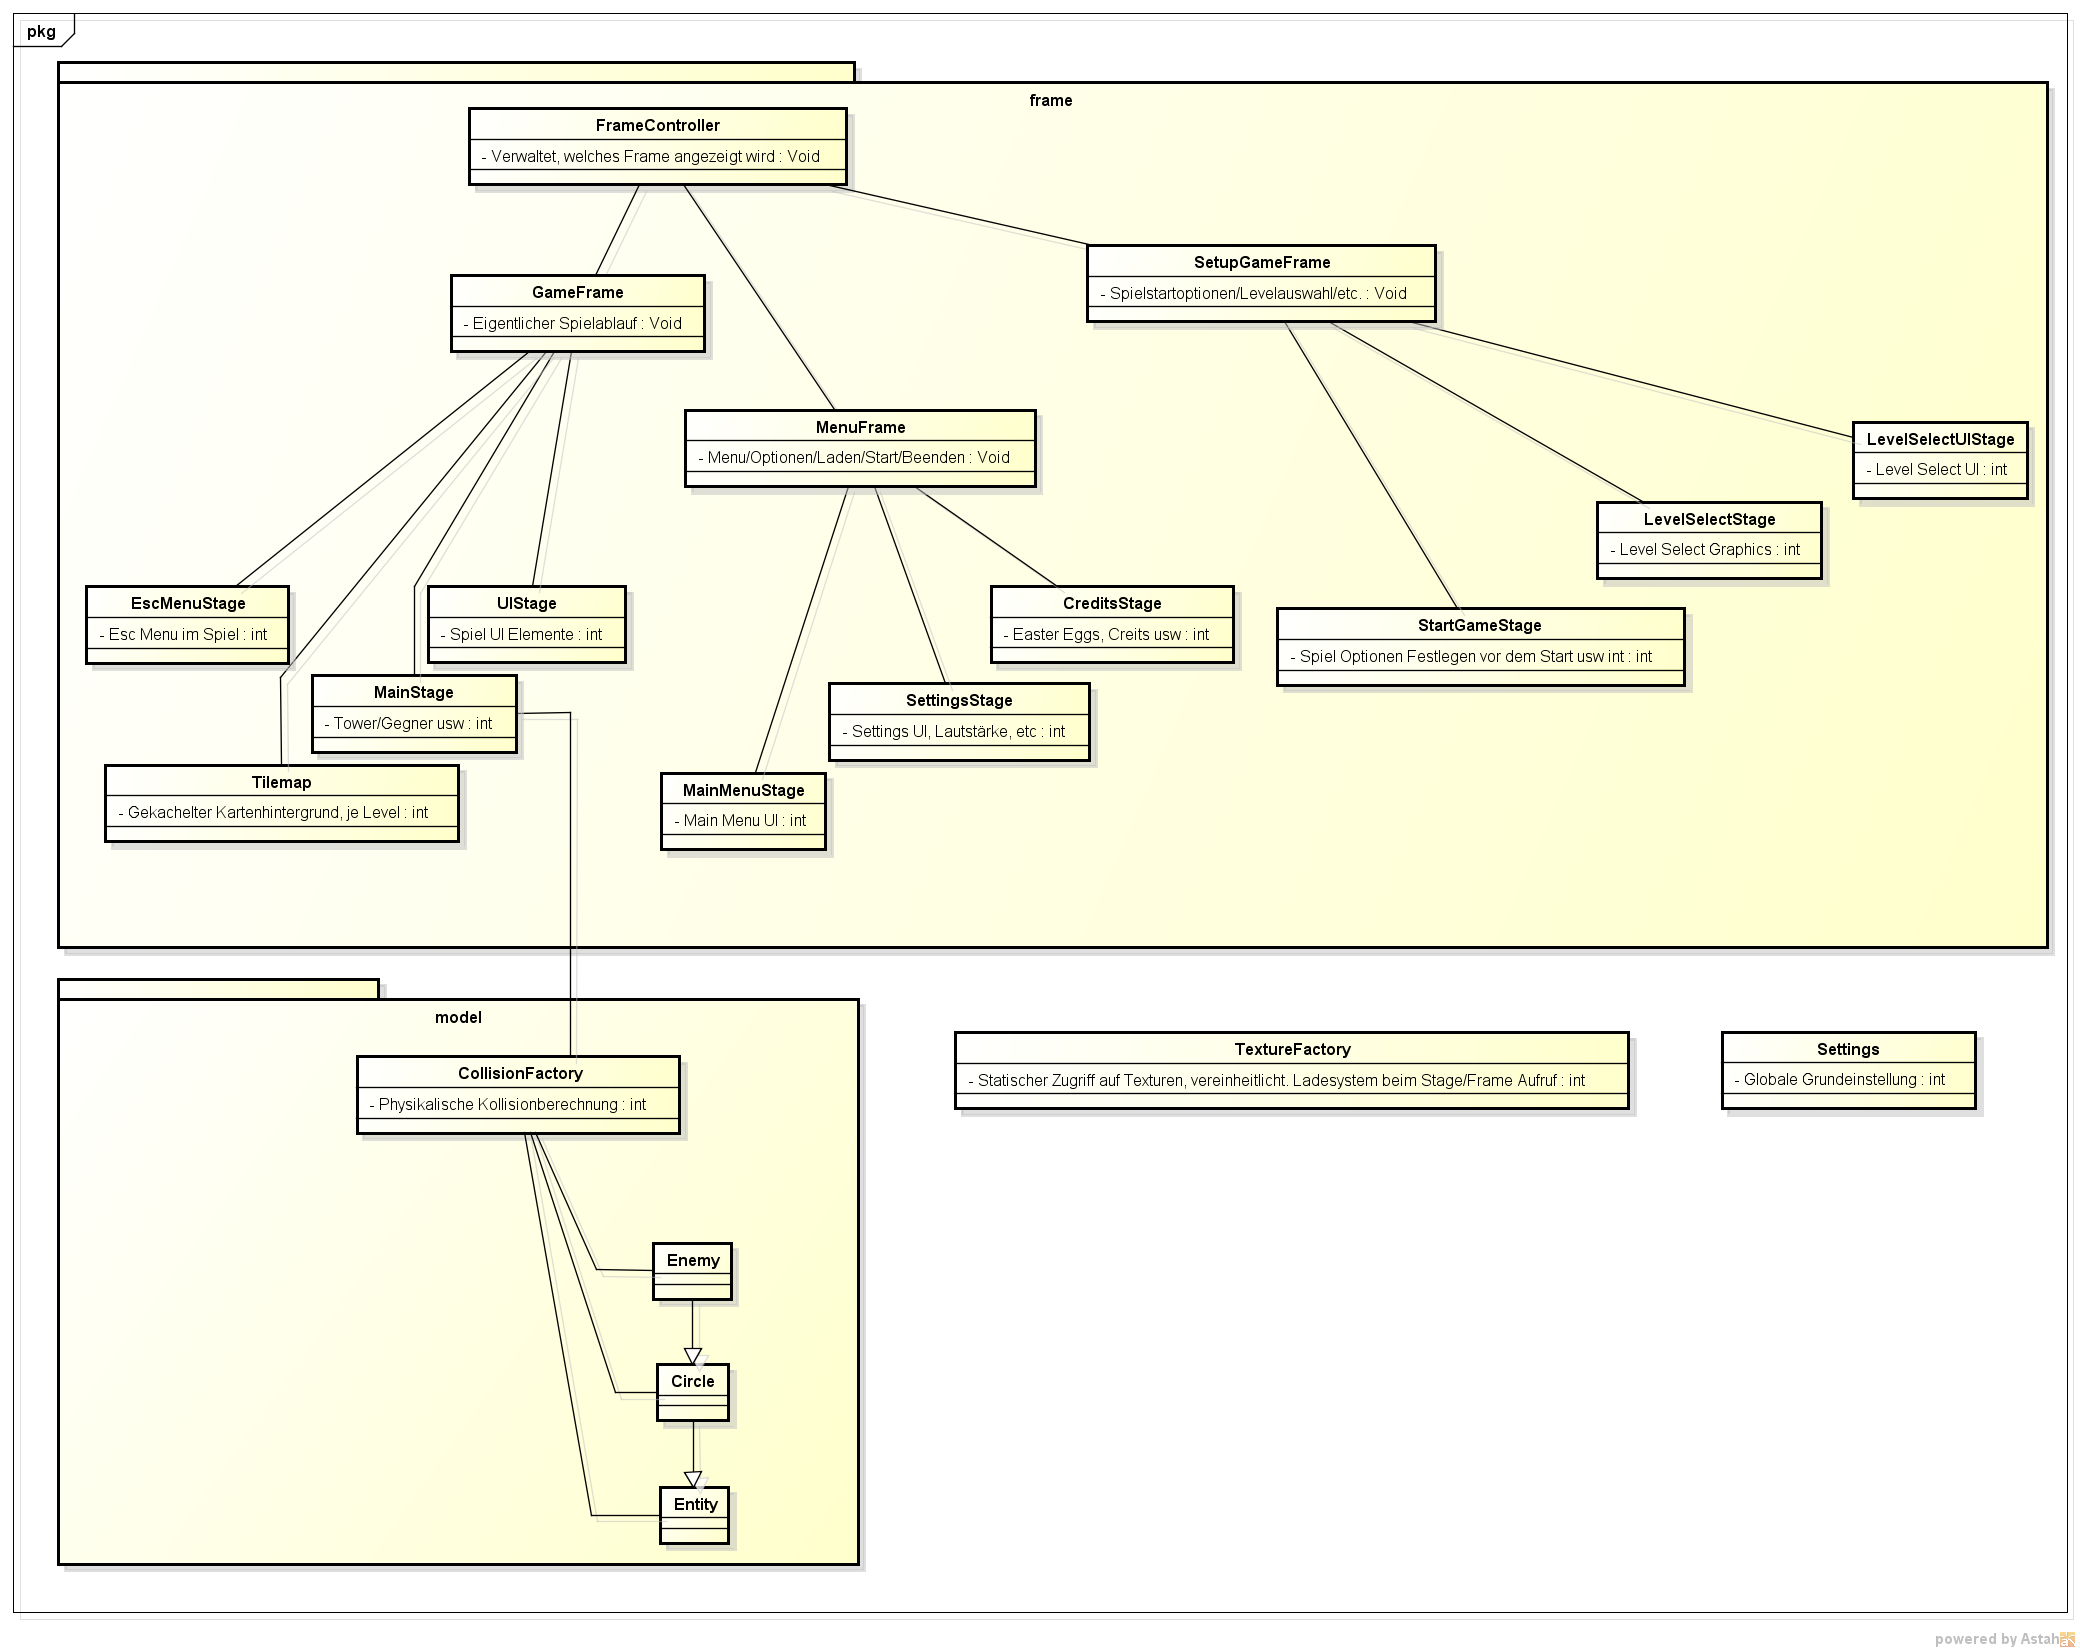 pkg
frame
FrameController
- Verwaltet, welches Frame angezeigt wird : Void
SetupGameFrame
- Spielstartoptionen/Levelauswahl/etc. : Void
GameFrame
- Eigentlicher Spielablauf : Void
MenuFrame
- Menu/Optionen/Laden/Start/Beenden : Void
LevelSelectUIStage
- Level Select UI : int
LevelSelectStage
- Level Select Graphics : int
EscMenuStage
- Esc Menu im Spiel : int
UIStage
- Spiel UI Elemente : int
CreditsStage
- Easter Eggs, Creits usw : int
StartGameStage
- Spiel Optionen Festlegen vor dem Start usw int : int
MainStage
- Tower/Gegner usw : int
SettingsStage
- Settings UI, Lautstärke, etc : int
Tilemap
- Gekachelter Kartenhintergrund, je Level : int
MainMenuStage
- Main Menu UI : int
model
CollisionFactory
- Physikalische Kollisionberechnung : int
TextureFactory
- Statischer Zugriff auf Texturen, vereinheitlicht. Ladesystem beim Stage/Frame Aufruf : int
Settings
- Globale Grundeinstellung : int
Enemy
Circle
Entity
powered by Astah